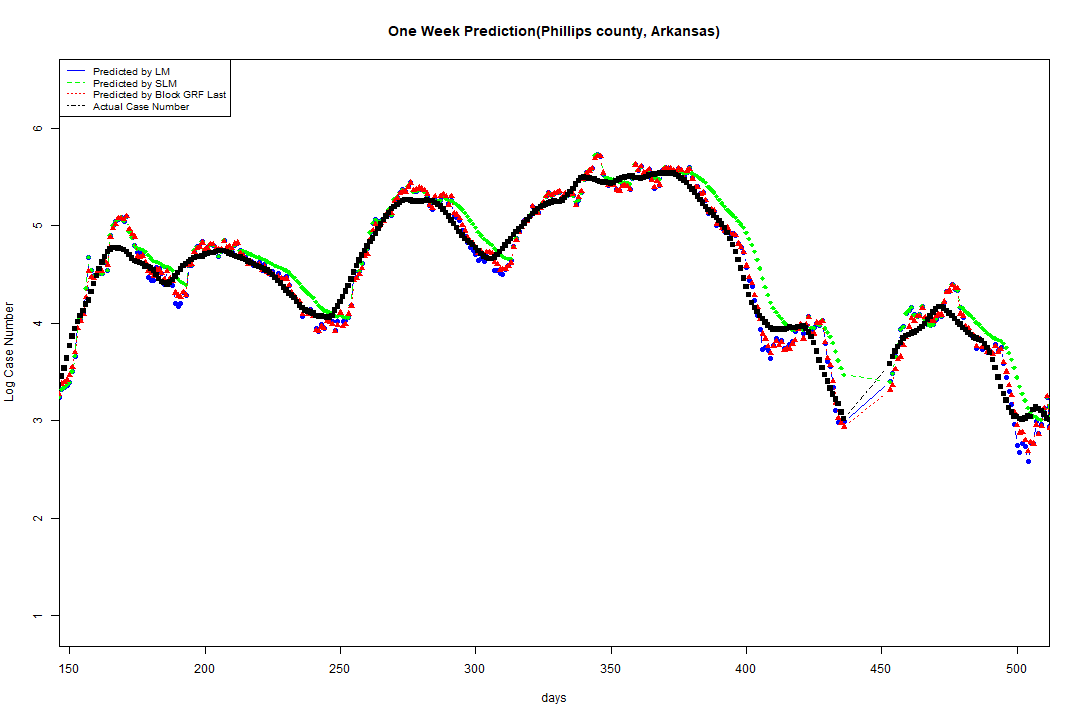 One Week Prediction(Phillips county, Arkansas)
Predicted by LM
Predicted by SLM
Predicted by Block GRF Last
Actual Case Number
6
5
4
3
2
1
Log Case Number
150 200 250 300 350 400 450 500
days